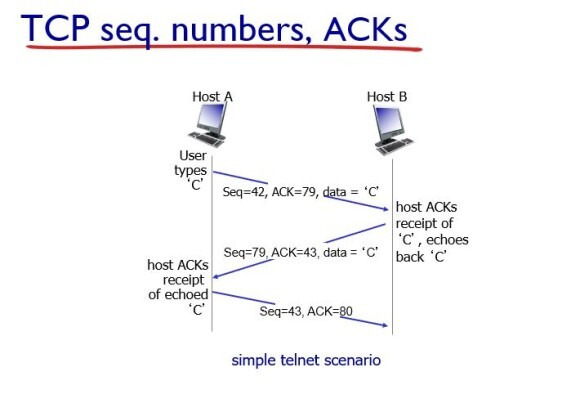 TCP seq. numbers, ACKs
Host A
Host B
User
types
‘C’
Seq=42, ACK=79, data = ‘C’
host ACKs
receipt of
‘C’, echoes
back ‘C’
Seq=79, ACK=43, data = ‘C’
host ACKs
receipt
of echoed
‘C’
Seq=43, ACK=80
simple telnet scenario